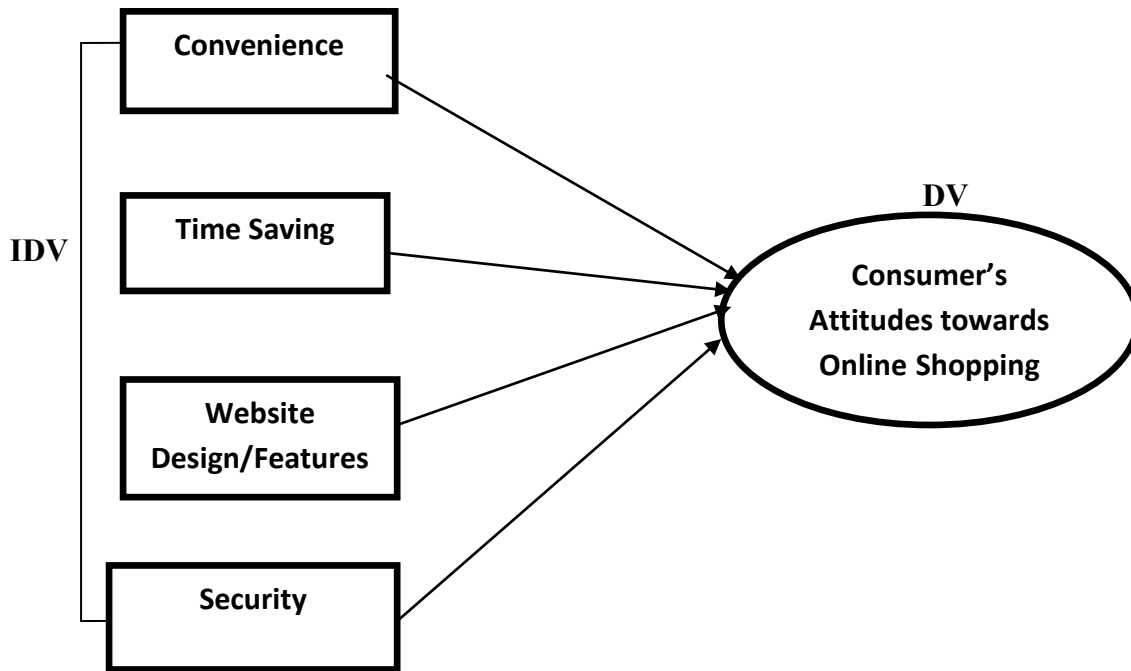 Convenience
Time Saving
IDV
Website
Design/Features
Security
DV
Consumer’s
Attitudes towards
Online Shopping